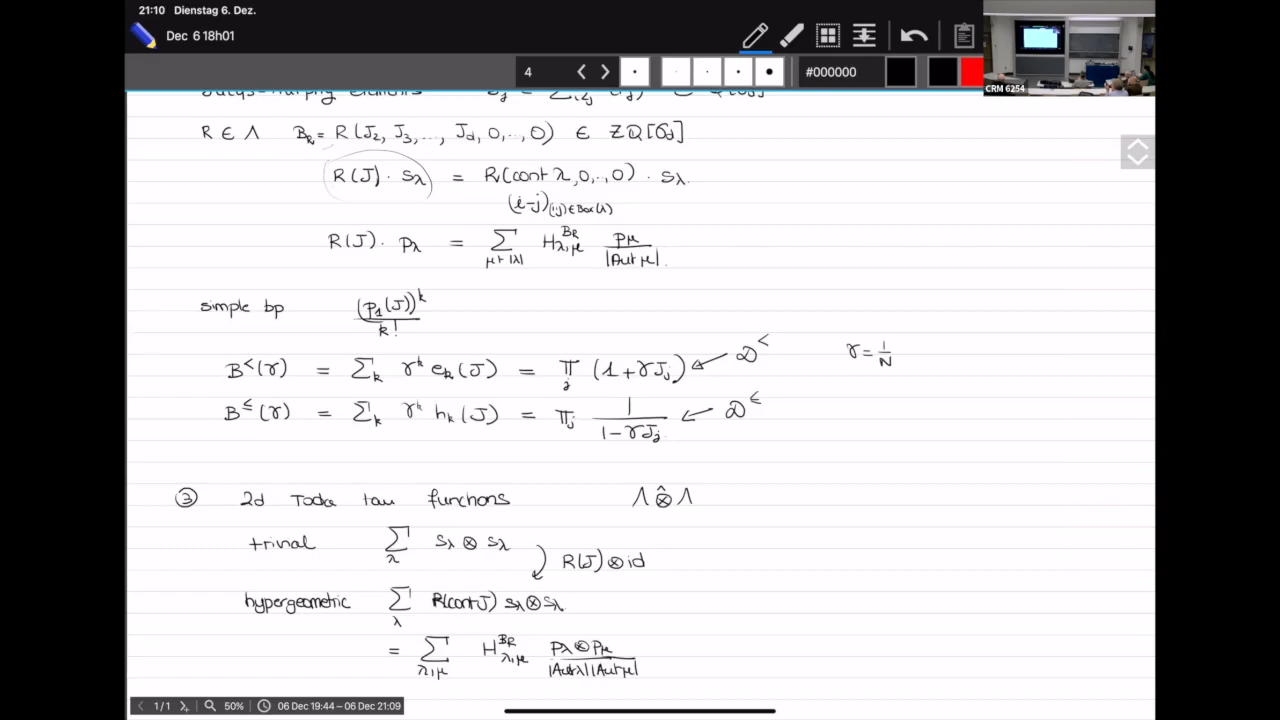 21:10 Dienstag 6. Dez.
Dec 6 18h01
4 #000000
CRM 6254
R ∈ Λ B_R = R(J₂, J₃, ..., J_d, 0, .., 0) ∈ ZQ[𝔖_d]
R(J) · s_λ = R(cont λ, 0, .., 0) · s_λ.
(i-j)_{(i,j) ∈ Box(λ)}
R(J) · p_λ = Σ_{μ ⊢ |λ|} H^{B_R}_{λ,μ} p_μ / |Aut μ|.
simple bp (p₁(J))^k / k!
B^<(γ) = Σ_k γ^k e_k(J) = Π_j (1 + γJ_j) ← 𝒟^< γ = 1/N
B^≤(γ) = Σ_k γ^k h_k(J) = Π_j 1 / (1 - γJ_j) ← 𝒟^≤
③ 2d Toda tau functions Λ ⊗̂ Λ
trivial Σ_λ s_λ ⊗ s_λ
R(J) ⊗ id
hypergeometric Σ_λ R(cont J) s_λ ⊗ s_λ
= Σ_{λ,μ} H^{B_R}_{λ,μ} p_λ ⊗ p_μ / |Aut λ| |Aut μ|
1/1 50% 06 Dec 19:44 – 06 Dec 21:09